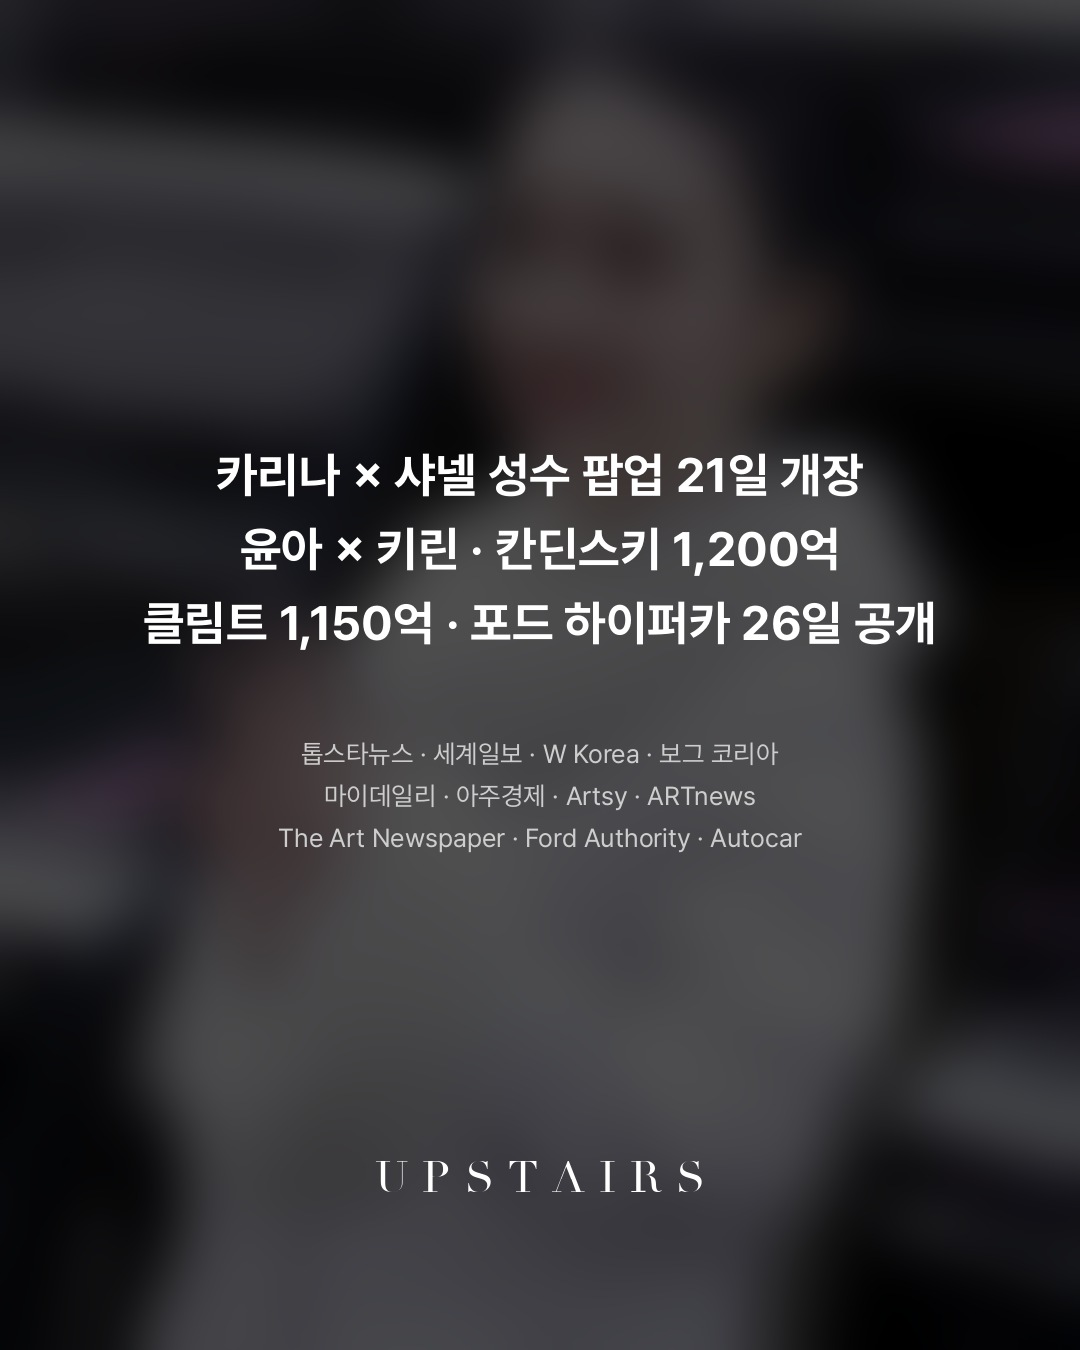 카리나 × 샤넬 성수 팝업 21일 개장
윤아 × 키린 · 칸딘스키 1,200억
클림트 1,150억 · 포드 하이퍼카 26일 공개
톱스타뉴스 · 세계일보 · W Korea · 보그 코리아
마이데일리 · 아주경제 · Artsy · ARTnews
The Art Newspaper · Ford Authority · Autocar
UPSTAIRS